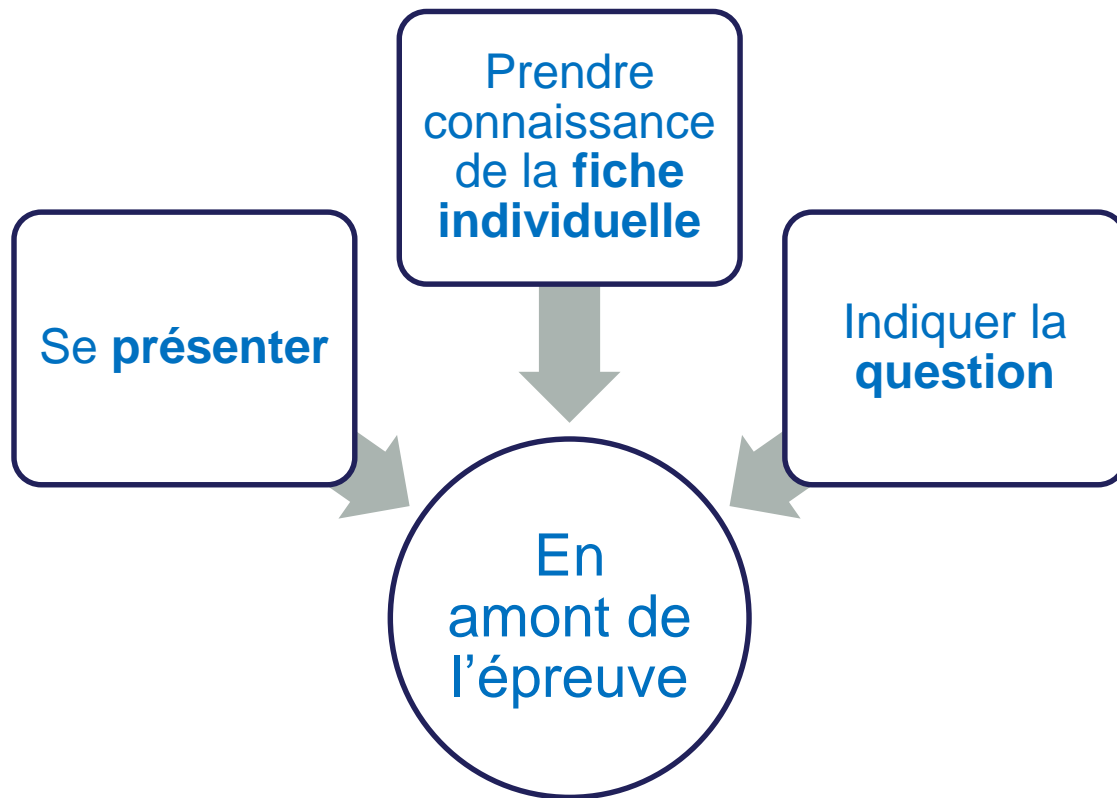 Prendre
connaissance
de la fiche
individuelle
Se présenter
Indiquer la
question
En
amont de
l’épreuve